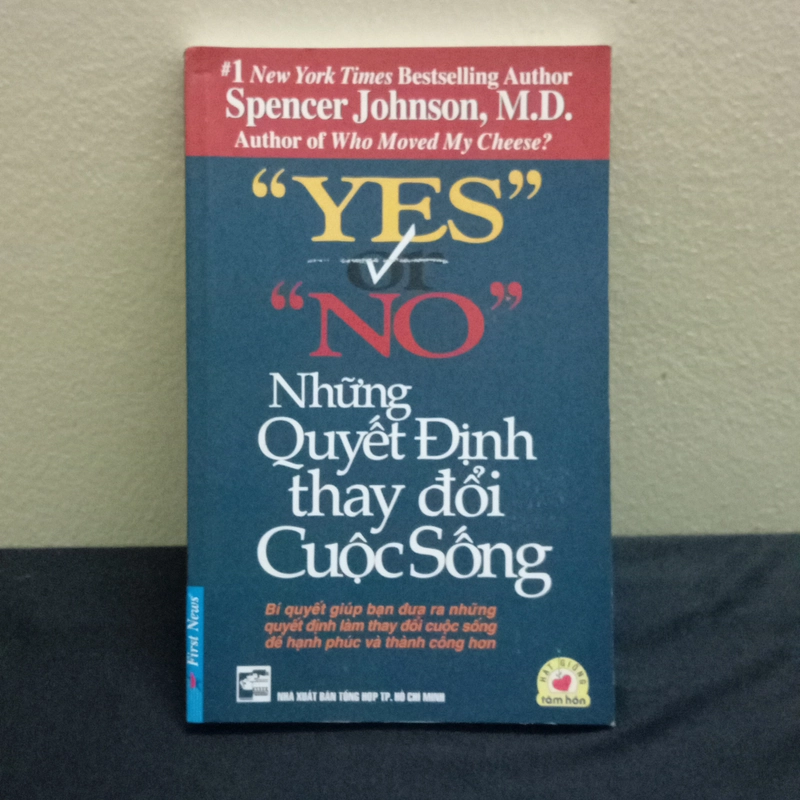 #1 New York Times Bestselling Author
Spencer Johnson, M.D.
Author of Who Moved My Cheese?
“YES”
or
“NO”
Những
Quyết Định
thay đổi
Cuộc Sống
Bí quyết giúp bạn đưa ra những
quyết định làm thay đổi cuộc sống
để hạnh phúc và thành công hơn
First News
NHÀ XUẤT BẢN TỔNG HỢP TP. HỒ CHÍ MINH
HẠT GIỐNG
tâm hồn